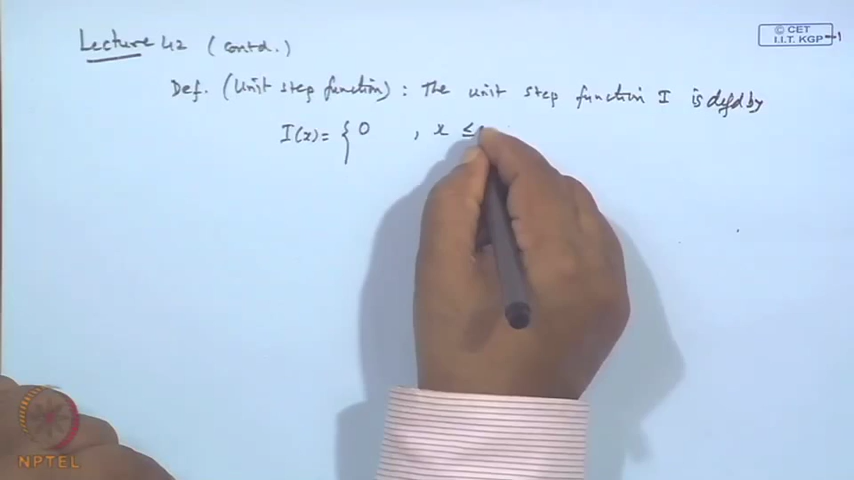 Lecture 42 (contd.)
© CET
I.I.T. KGP
Def. (Unit step function): The unit step function I is defd by
I(x) = { 0 , x ≤
NPTEL